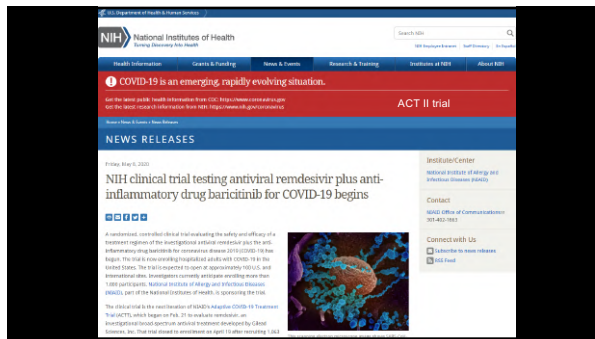 U.S. Department of Health & Human Services
NIH National Institutes of Health
Turning Discovery Into Health
Search NIH
NIH Employee Intranet Staff Directory En Español
Health Information Grants & Funding News & Events Research & Training Institutes at NIH About NIH
COVID-19 is an emerging, rapidly evolving situation.
Get the latest public health information from CDC: https://www.coronavirus.gov
Get the latest research information from NIH: https://www.nih.gov/coronavirus
ACT II trial
Home » News & Events » News Releases
NEWS RELEASES
Friday, May 8, 2020
NIH clinical trial testing antiviral remdesivir plus anti-
inflammatory drug baricitinib for COVID-19 begins
A randomized, controlled clinical trial evaluating the safety and efficacy of a
treatment regimen of the investigational antiviral remdesivir plus the anti-
inflammatory drug baricitinib for coronavirus disease 2019 (COVID-19) has
begun. The trial is now enrolling hospitalized adults with COVID-19 in the
United States. The trial is expected to open at approximately 100 U.S. and
international sites. Investigators currently anticipate enrolling more than
1,000 participants. National Institute of Allergy and Infectious Diseases
(NIAID), part of the National Institutes of Health, is sponsoring the trial.
The clinical trial is the next iteration of NIAID's Adaptive COVID-19 Treatment
Trial (ACTT), which began on Feb. 21 to evaluate remdesivir, an
investigational broad-spectrum antiviral treatment developed by Gilead
Sciences, Inc. That trial closed to enrollment on April 19 after recruiting 1,063
Institute/Center
National Institute of Allergy and
Infectious Diseases (NIAID)
Contact
NIAID Office of Communications
301-402-1663
Connect with Us
Subscribe to news releases
RSS Feed